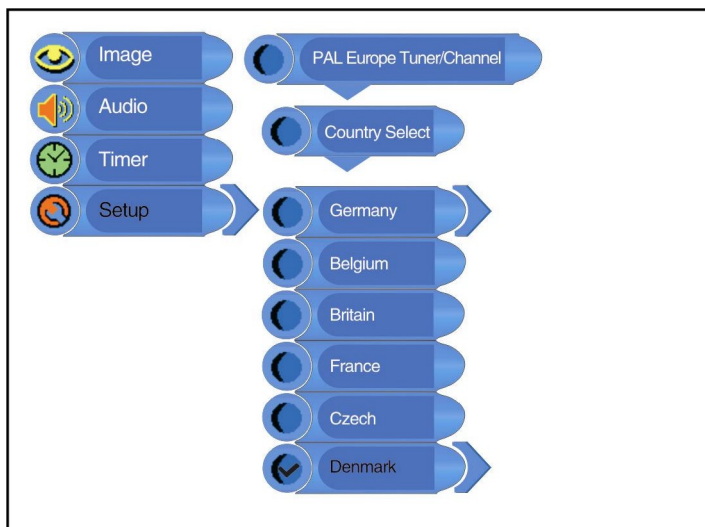 Image
Audio
Timer
Setup
PAL Europe Tuner/Channel
Country Select
Germany
Belgium
Britain
France
Czech
Denmark